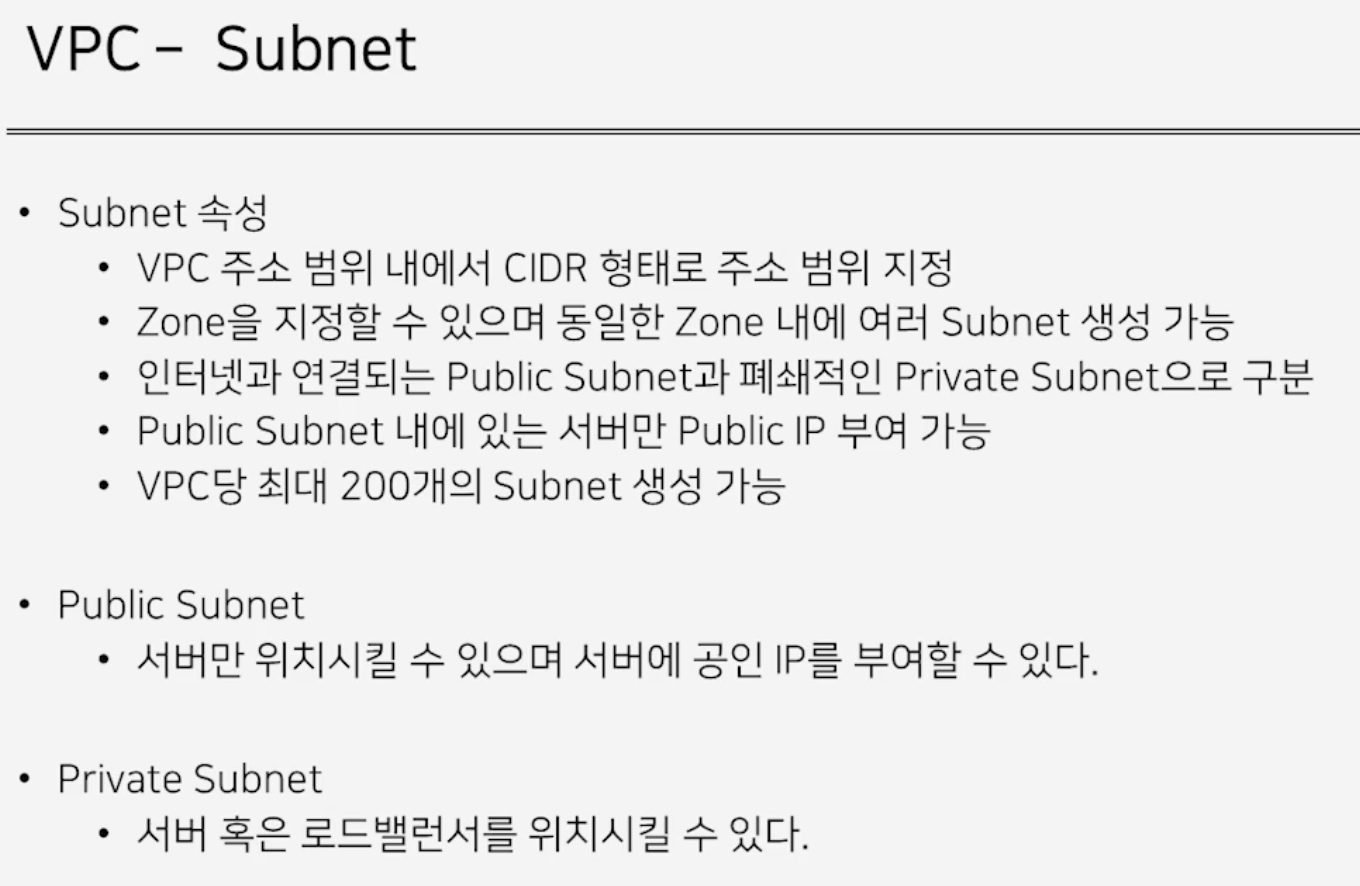 VPC – Subnet
• Subnet 속성
• VPC 주소 범위 내에서 CIDR 형태로 주소 범위 지정
• Zone을 지정할 수 있으며 동일한 Zone 내에 여러 Subnet 생성 가능
• 인터넷과 연결되는 Public Subnet과 폐쇄적인 Private Subnet으로 구분
• Public Subnet 내에 있는 서버만 Public IP 부여 가능
• VPC당 최대 200개의 Subnet 생성 가능
• Public Subnet
• 서버만 위치시킬 수 있으며 서버에 공인 IP를 부여할 수 있다.
• Private Subnet
• 서버 혹은 로드밸런서를 위치시킬 수 있다.